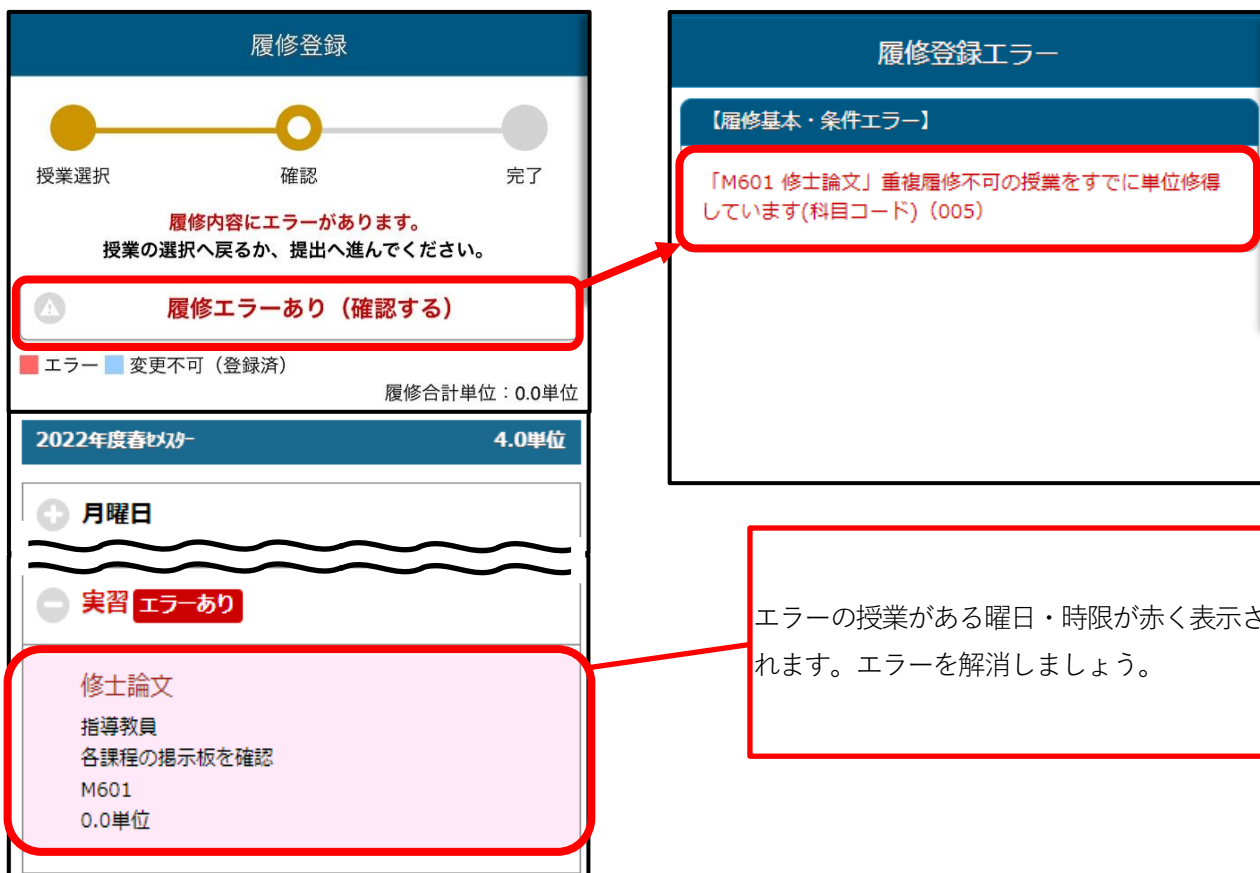 履修登録
授業選択
確認
完了
履修内容にエラーがあります。
授業の選択へ戻るか、提出へ進んでください。
履修エラーあり（確認する）
エラー 変更不可（登録済）
履修合計単位：0.0単位
2022年度春ｾﾒｽﾀｰ 4.0単位
月曜日
実習 エラーあり
修士論文
指導教員
各課程の掲示板を確認
M601
0.0単位
履修登録エラー
【履修基本・条件エラー】
「M601 修士論文」重複履修不可の授業をすでに単位修得
しています(科目コード)（005）
エラーの授業がある曜日・時限が赤く表示さ
れます。エラーを解消しましょう。